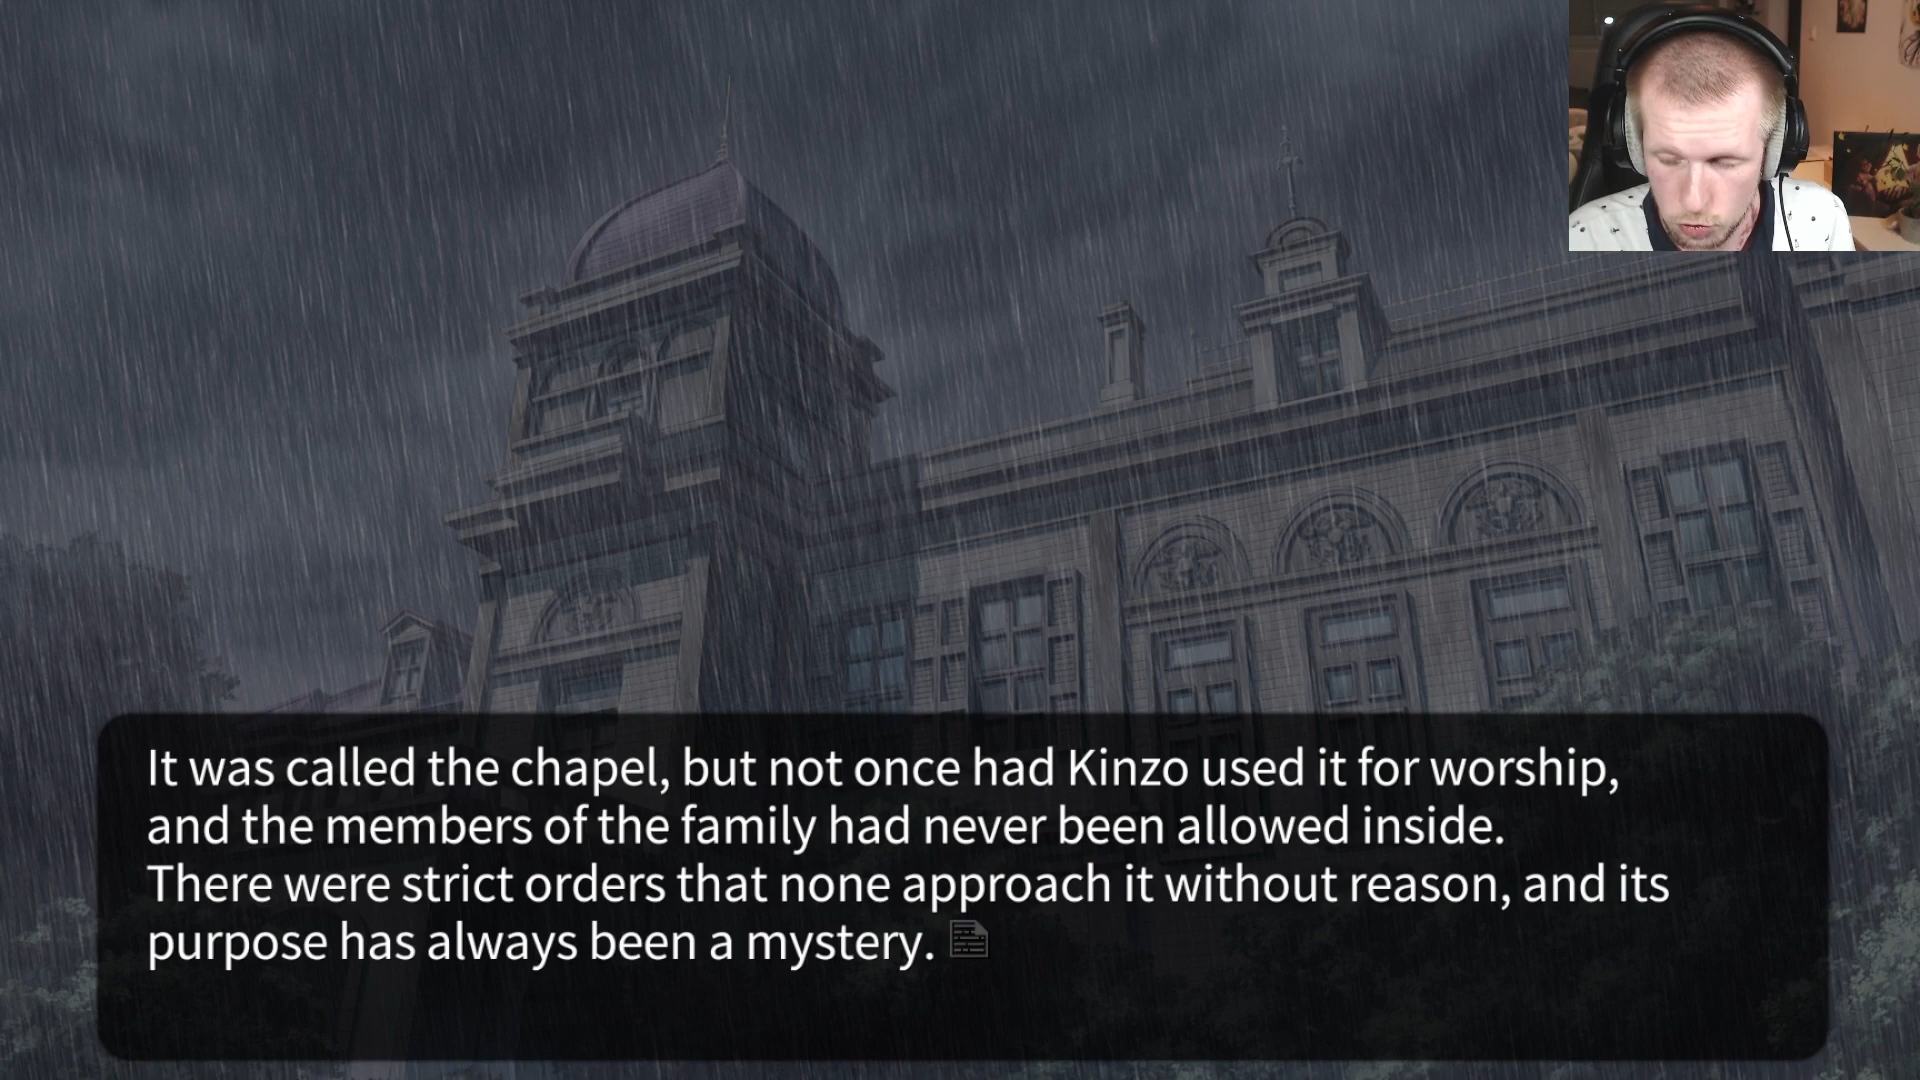 It was called the chapel, but not once had Kinzo used it for worship,
and the members of the family had never been allowed inside.
There were strict orders that none approach it without reason, and its
purpose has always been a mystery.